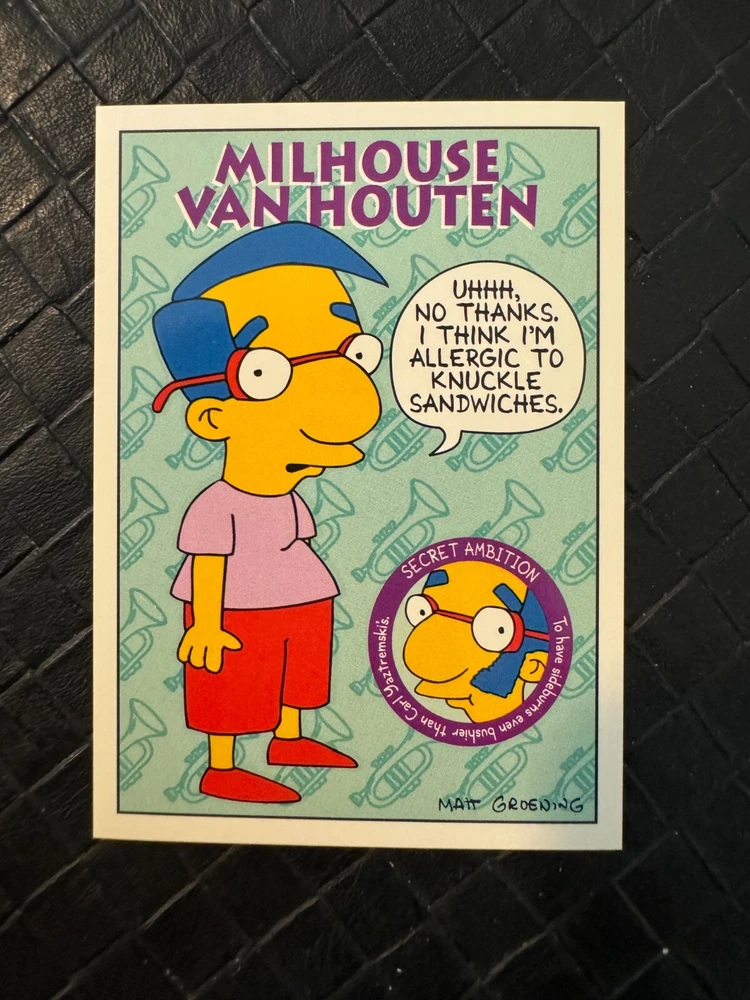 MILHOUSE
VAN HOUTEN
UHHH,
NO THANKS.
I THINK I'M
ALLERGIC TO
KNUCKLE
SANDWICHES.
SECRET AMBITION
To have sideburns even bushier than Carl Yaztremski's.
MATT GROENING